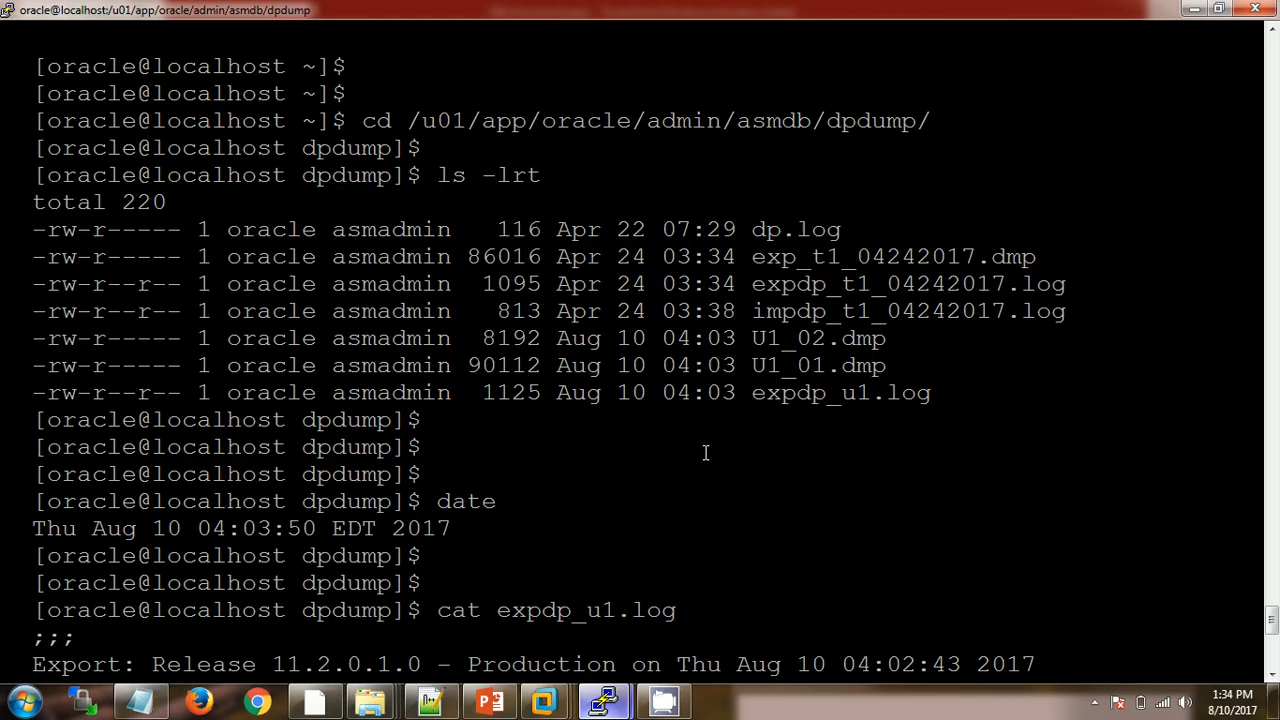 oracle@localhost:/u01/app/oracle/admin/asmdb/dpdump
[oracle@localhost ~]$
[oracle@localhost ~]$
[oracle@localhost ~]$ cd /u01/app/oracle/admin/asmdb/dpdump/
[oracle@localhost dpdump]$
[oracle@localhost dpdump]$ ls -lrt
total 220
-rw-r----- 1 oracle asmadmin   116 Apr 22 07:29 dp.log
-rw-r----- 1 oracle asmadmin 86016 Apr 24 03:34 exp_t1_04242017.dmp
-rw-r--r-- 1 oracle asmadmin  1095 Apr 24 03:34 expdp_t1_04242017.log
-rw-r--r-- 1 oracle asmadmin   813 Apr 24 03:38 impdp_t1_04242017.log
-rw-r----- 1 oracle asmadmin  8192 Aug 10 04:03 U1_02.dmp
-rw-r----- 1 oracle asmadmin 90112 Aug 10 04:03 U1_01.dmp
-rw-r--r-- 1 oracle asmadmin  1125 Aug 10 04:03 expdp_u1.log
[oracle@localhost dpdump]$
[oracle@localhost dpdump]$
[oracle@localhost dpdump]$
[oracle@localhost dpdump]$ date
Thu Aug 10 04:03:50 EDT 2017
[oracle@localhost dpdump]$
[oracle@localhost dpdump]$
[oracle@localhost dpdump]$ cat expdp_u1.log
;;;
Export: Release 11.2.0.1.0 - Production on Thu Aug 10 04:02:43 2017
1:34 PM
8/10/2017